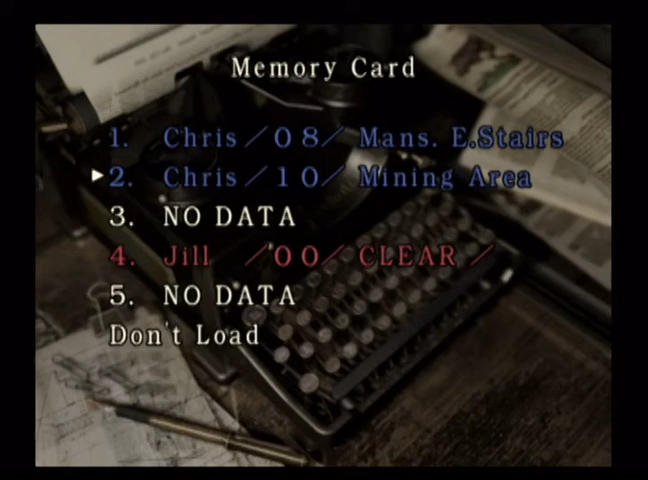 Memory Card
1. Chris／08／ Mans. E.Stairs
2. Chris／10／ Mining Area
3. NO DATA
4. Jill ／00／ CLEAR ／
5. NO DATA
Don't Load